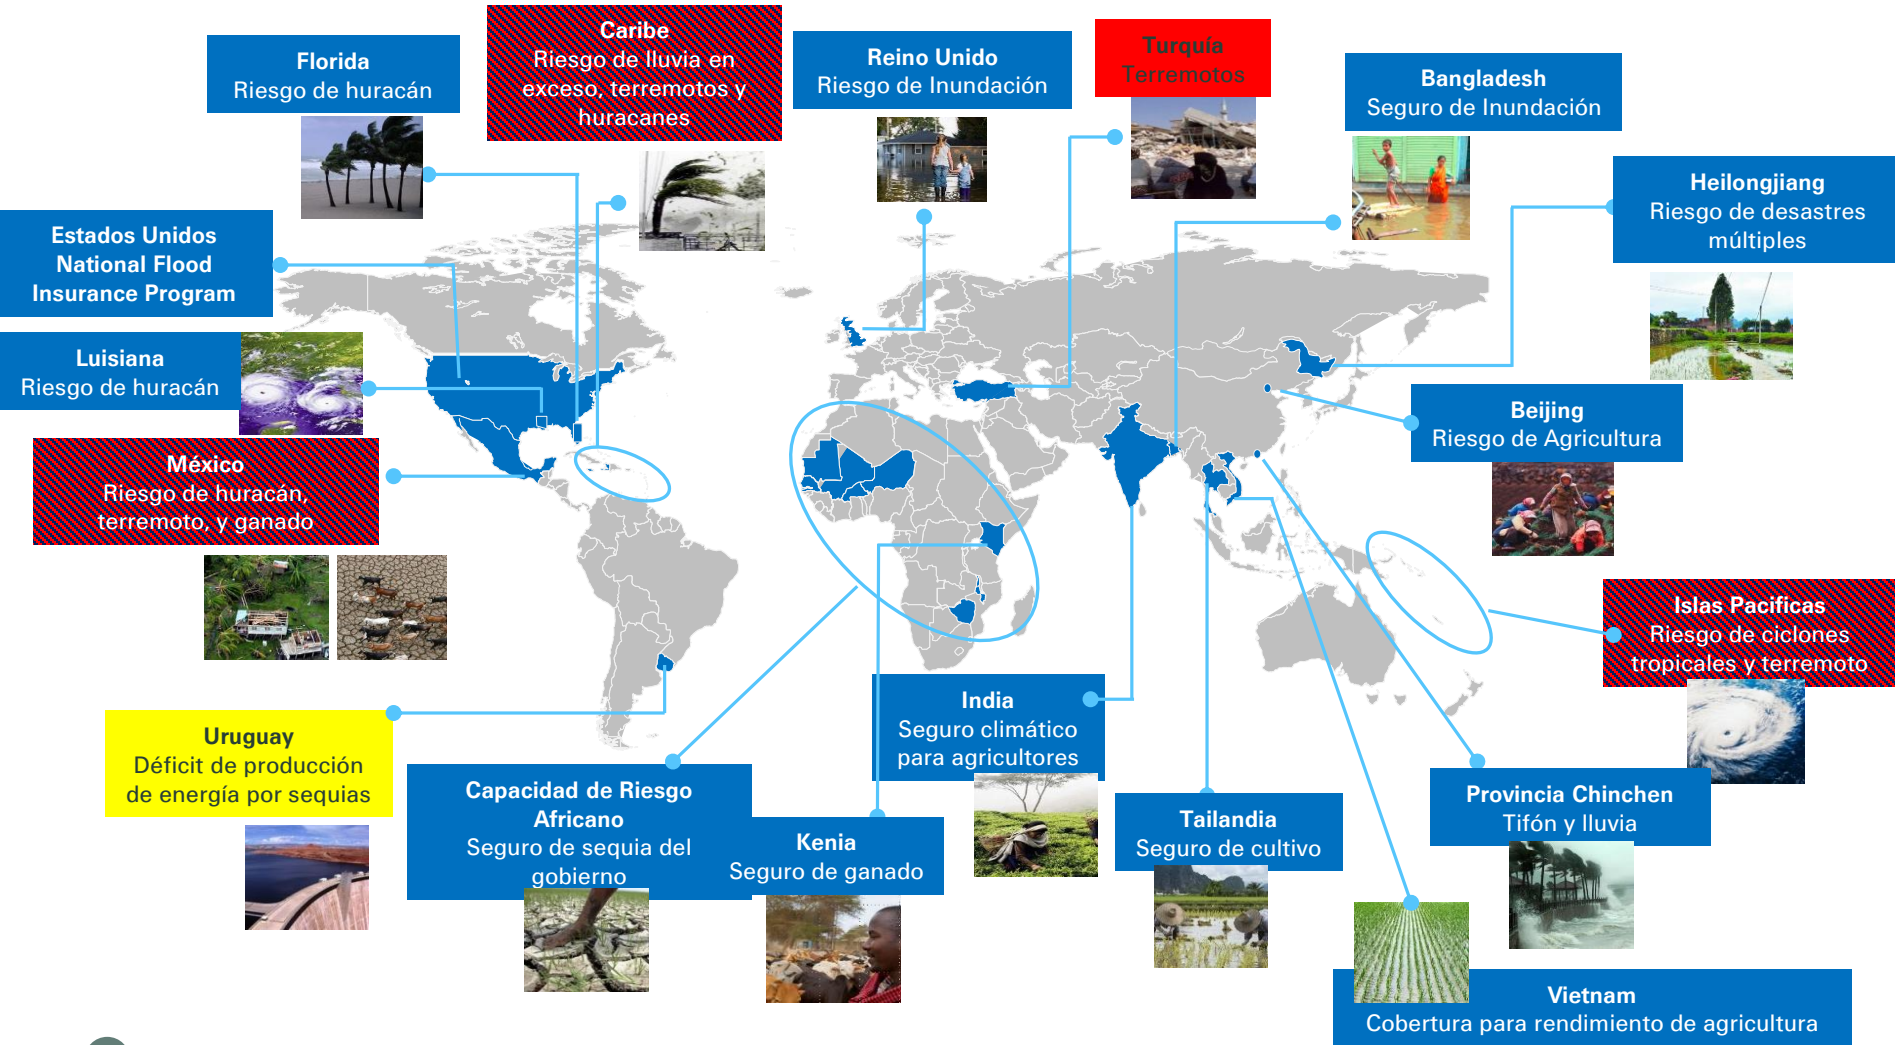 Florida
Riesgo de huracán
Caribe
Riesgo de lluvia en
exceso, terremotos y
huracanes
Reino Unido
Riesgo de Inundación
Turquía
Terremotos
Bangladesh
Seguro de Inundación
Heilongjiang
Riesgo de desastres
múltiples
Estados Unidos
National Flood
Insurance Program
Luisiana
Riesgo de huracán
Beijing
Riesgo de Agricultura
México
Riesgo de huracán,
terremoto, y ganado
Islas Pacificas
Riesgo de ciclones
tropicales y terremoto
India
Seguro climático
para agricultores
Uruguay
Déficit de producción
de energía por sequias
Capacidad de Riesgo
Africano
Seguro de sequia del
gobierno
Kenia
Seguro de ganado
Tailandia
Seguro de cultivo
Provincia Chinchen
Tifón y lluvia
Vietnam
Cobertura para rendimiento de agricultura